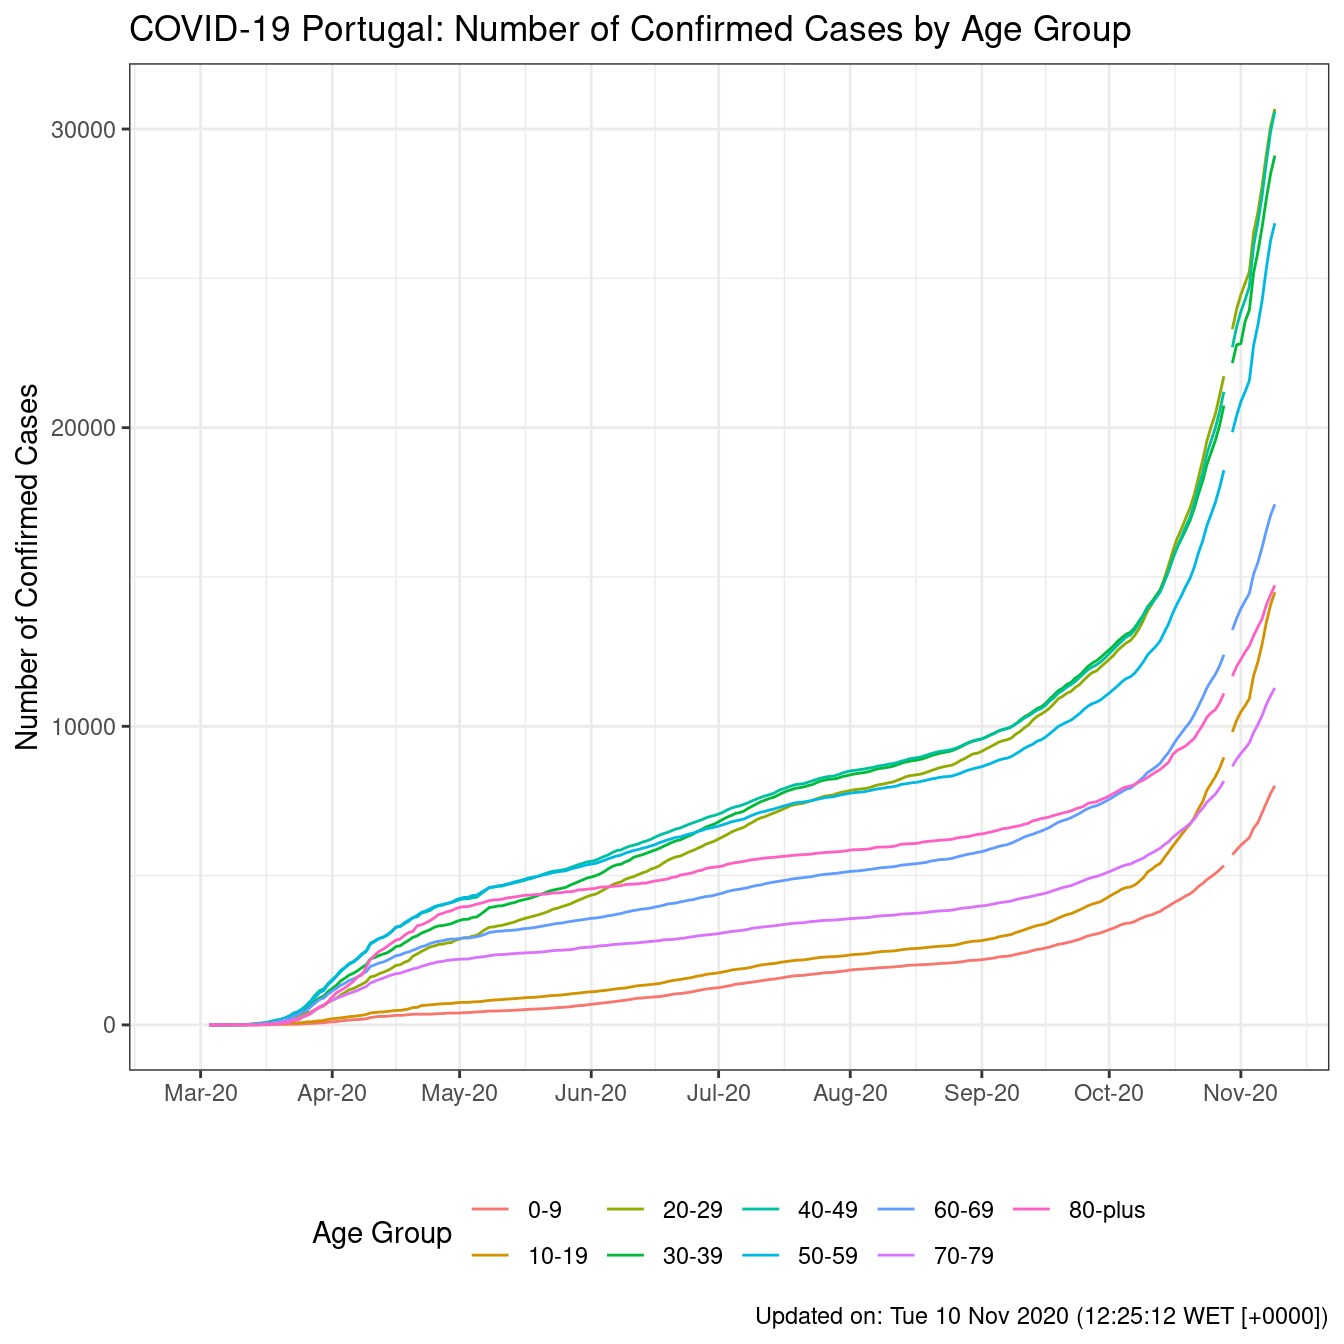 COVID-19 Portugal: Number of Confirmed Cases by Age Group
Number of Confirmed Cases
30000
20000
10000
0
Mar-20 Apr-20 May-20 Jun-20 Jul-20 Aug-20 Sep-20 Oct-20 Nov-20
Age Group
0-9 20-29 40-49 60-69 80-plus
10-19 30-39 50-59 70-79
Updated on: Tue 10 Nov 2020 (12:25:12 WET [+0000])